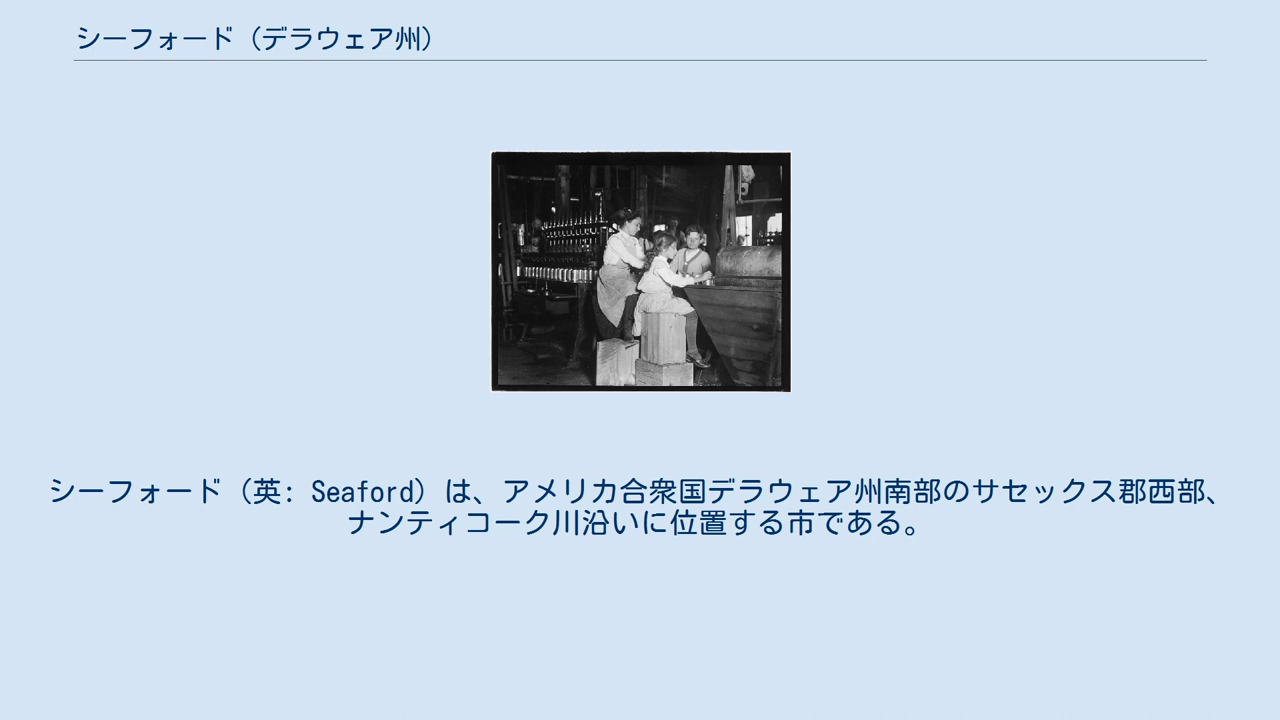 シーフォード（デラウェア州）
シーフォード（英: Seaford）は、アメリカ合衆国デラウェア州南部のサセックス郡西部、
ナンティコーク川沿いに位置する市である。